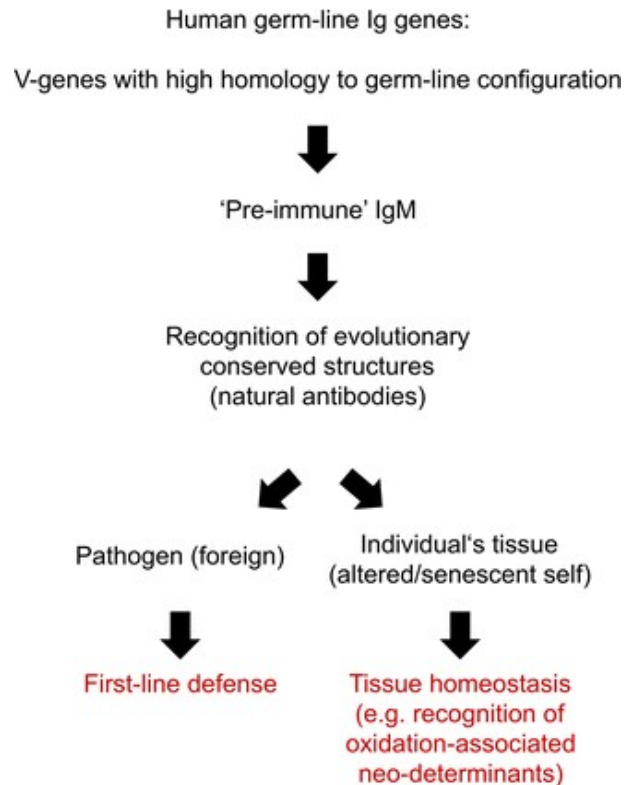 Human germ-line Ig genes:
V-genes with high homology to germ-line configuration
‘Pre-immune’ IgM
Recognition of evolutionary
conserved structures
(natural antibodies)
Pathogen (foreign)
Individual‘s tissue
(altered/senescent self)
First-line defense
Tissue homeostasis
(e.g. recognition of
oxidation-associated
neo-determinants)